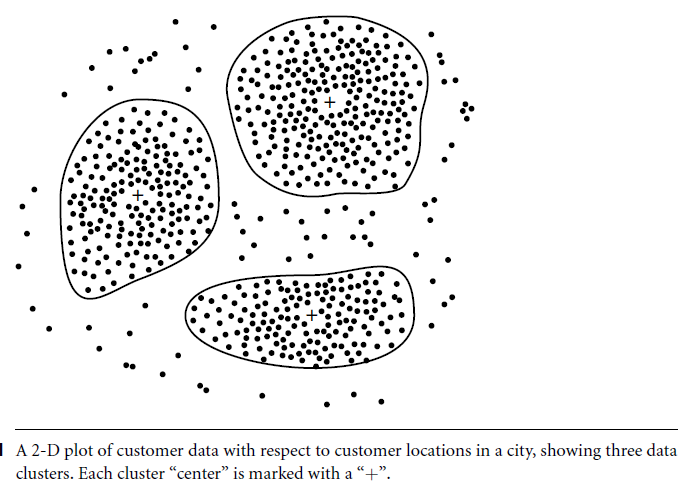 A 2-D plot of customer data with respect to customer locations in a city, showing three data
clusters. Each cluster “center” is marked with a “+”.